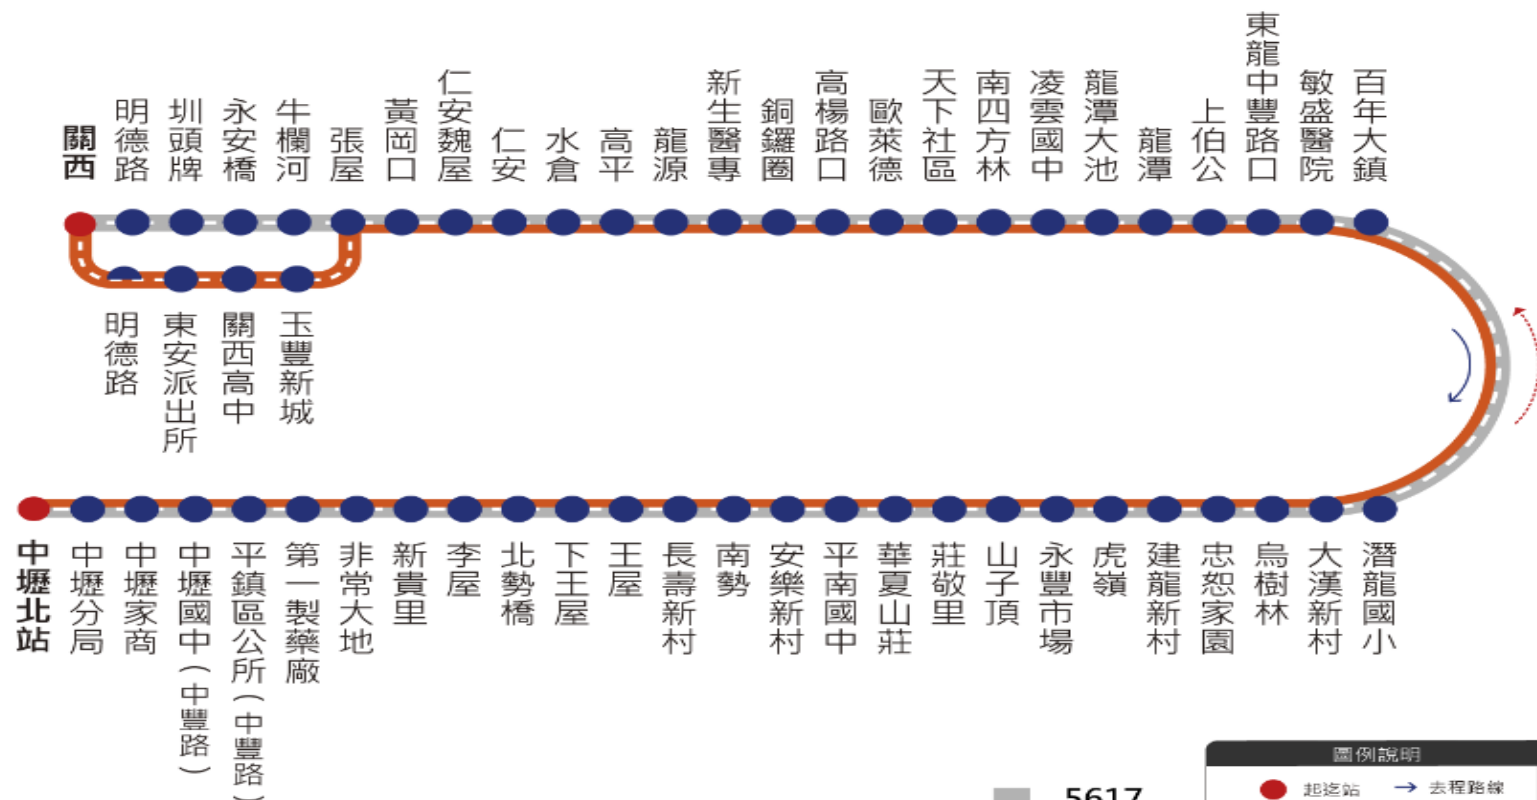 關西
明德路
圳頭牌
永安橋
牛欄河
張屋
黃岡口
仁安魏屋
仁安
水倉
高平
龍源
新生醫專
銅鑼圈
高楊路口
歐萊德
天下社區
南四方林
凌雲國中
龍潭大池
龍潭
上伯公
東龍中豐路口
敏盛醫院
百年大鎮
明德路
東安派出所
關西高中
玉豐新城
中壢北站
中壢分局
中壢家商
中壢國中(中豐路)
平鎮區公所(中豐路)
第一製藥廠
非常大地
新貴里
李屋
北勢橋
下王屋
王屋
長壽新村
南勢
安樂新村
平南國中
華夏山莊
莊敬里
山子頂
永豐市場
虎嶺
建龍新村
忠恕家園
烏樹林
大漢新村
潛龍國小
5617
圖例說明
起迄站
去程路線